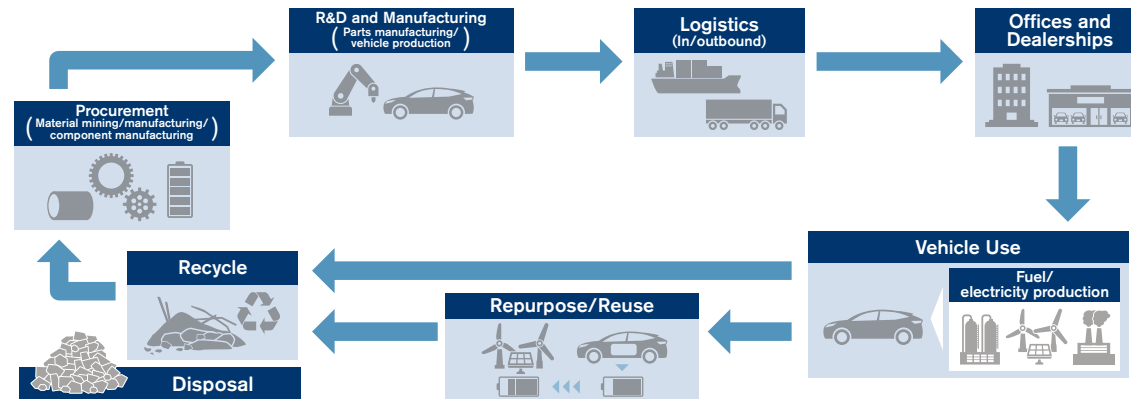 R&D and Manufacturing
(Parts manufacturing/
vehicle production)
Logistics
(In/outbound)
Offices and
Dealerships
Procurement
(Material mining/manufacturing/
component manufacturing)
Vehicle Use
Fuel/
electricity production
Recycle
Repurpose/Reuse
Disposal